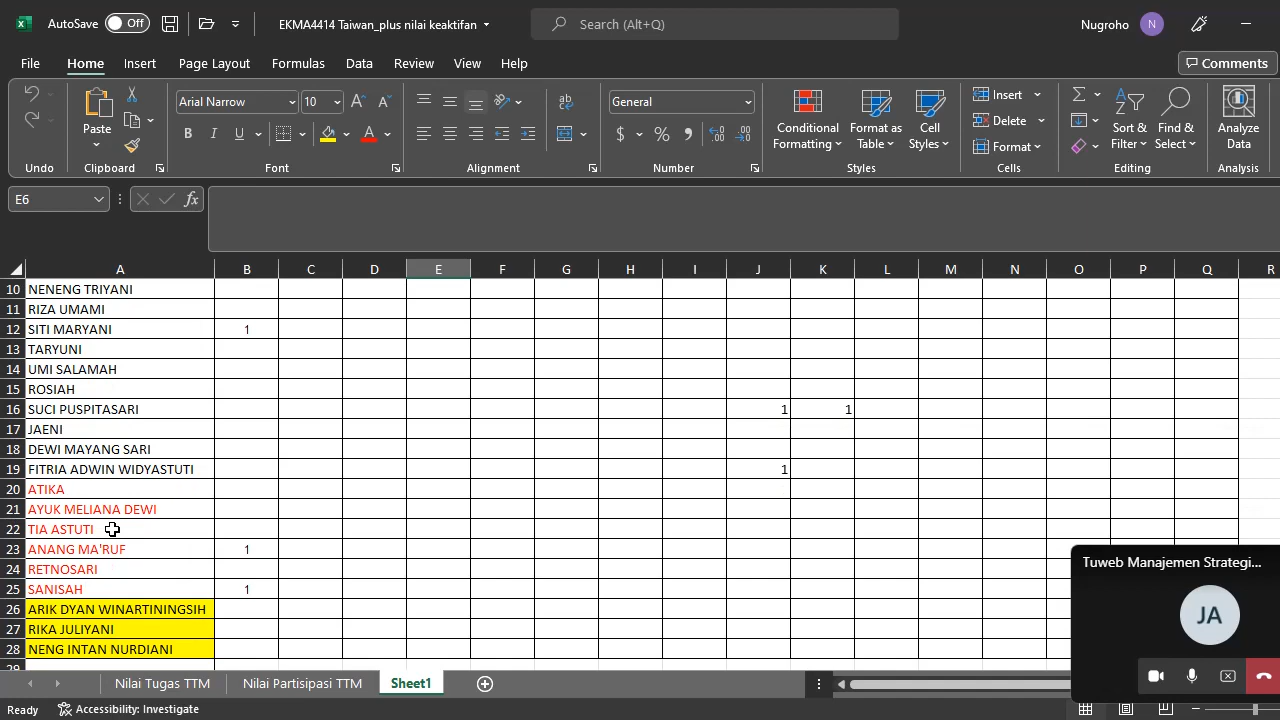 AutoSave Off EKMA4414 Taiwan_plus nilai keaktifan Search (Alt+Q) Nugroho N
File Home Insert Page Layout Formulas Data Review View Help Comments
Arial Narrow 10 General
Paste
Conditional Formatting
Format as Table
Cell Styles
Insert
Delete
Format
Sort & Filter
Find & Select
Analyze Data
Undo Clipboard Font Alignment Number Styles Cells Editing Analysis
E6 fx
A B C D E F G H I J K L M N O P Q R
10 NENENG TRIYANI
11 RIZA UMAMI
12 SITI MARYANI 1
13 TARYUNI
14 UMI SALAMAH
15 ROSIAH
16 SUCI PUSPITASARI 1 1
17 JAENI
18 DEWI MAYANG SARI
19 FITRIA ADWIN WIDYASTUTI 1
20 ATIKA
21 AYUK MELIANA DEWI
22 TIA ASTUTI
23 ANANG MA'RUF 1
24 RETNOSARI
25 SANISAH 1
26 ARIK DYAN WINARTININGSIH
27 RIKA JULIYANI
28 NENG INTAN NURDIANI
29
Tuweb Manajemen Strategi...
JA
Nilai Tugas TTM Nilai Partisipasi TTM Sheet1
Ready Accessibility: Investigate